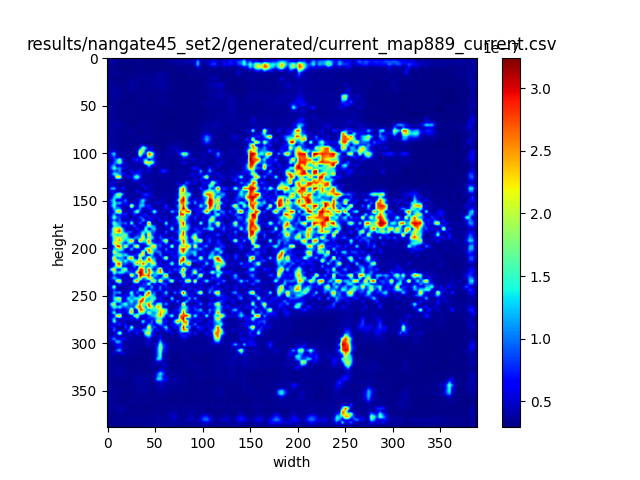 results/nangate45_set2/generated/current_map889_current.csv
1e−7
0
50
100
150
200
250
300
350
height
0 50 100 150 200 250 300 350
width
3.0
2.5
2.0
1.5
1.0
0.5